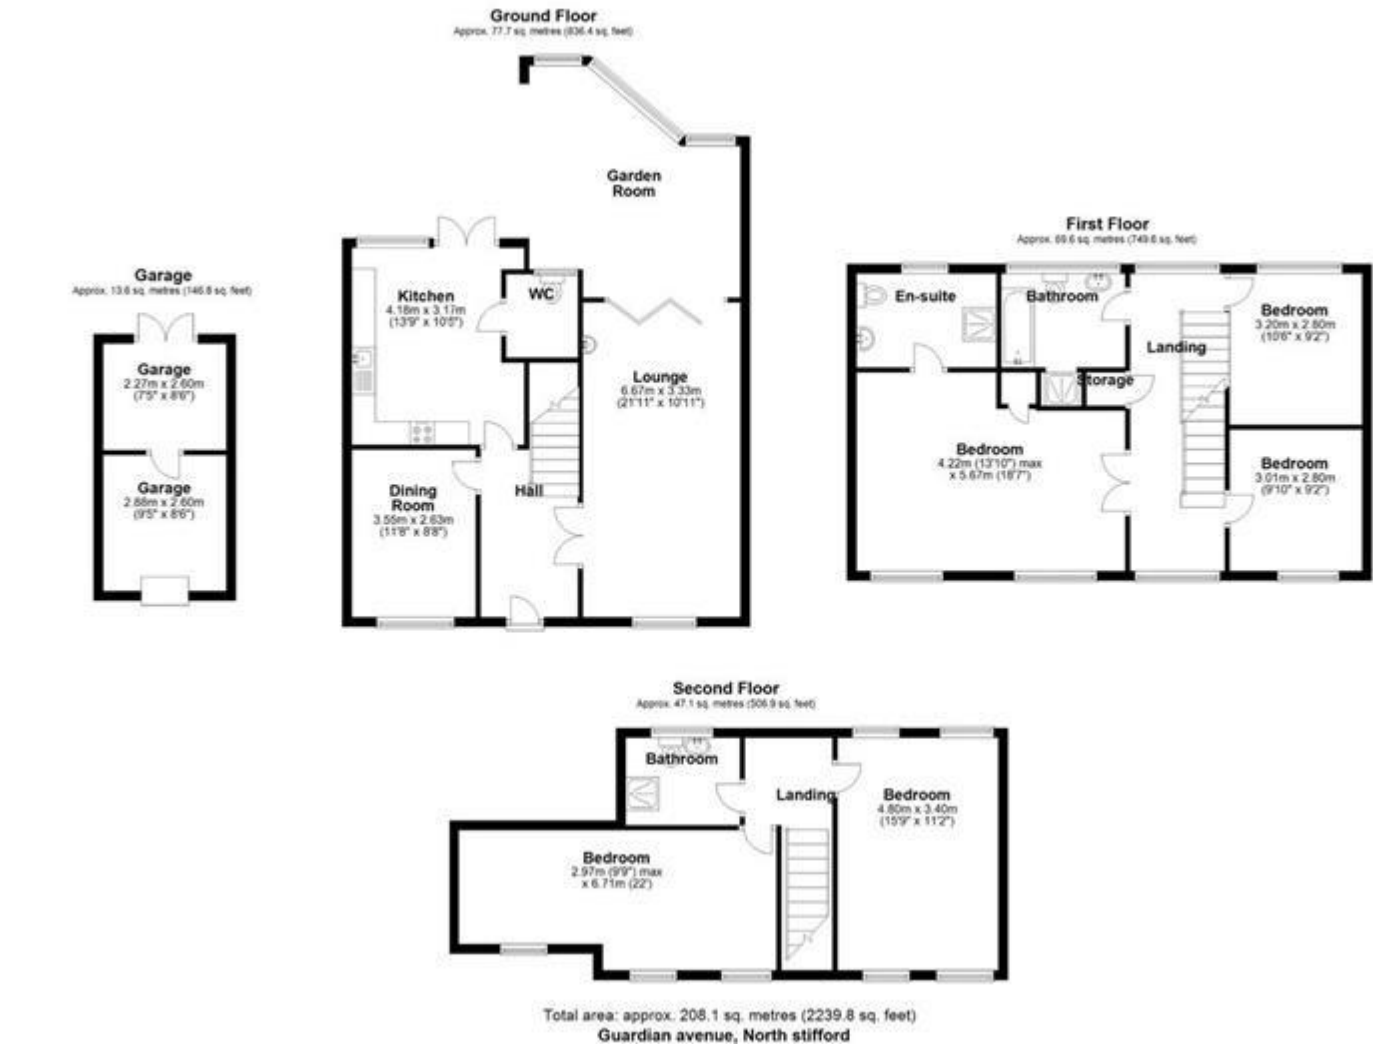 Ground Floor
Approx. 77.7 sq. metres (836.4 sq. feet)
Garden
Room
Kitchen
4.18m x 3.17m
(13'9" x 10'5")
WC
Lounge
6.67m x 3.33m
(21'11" x 10'11")
Dining
Room
3.55m x 2.63m
(11'8" x 8'8")
Hall
Garage
Approx. 13.6 sq. metres (146.8 sq. feet)
Garage
2.27m x 2.60m
(7'5" x 8'6")
Garage
2.88m x 2.60m
(9'5" x 8'6")
First Floor
Approx. 69.6 sq. metres (749.6 sq. feet)
En-suite
Bathroom
Landing
Storage
Bedroom
3.20m x 2.80m
(10'6" x 9'2")
Bedroom
4.22m (13'10") max
x 5.67m (18'7")
Bedroom
3.01m x 2.80m
(9'10" x 9'2")
Second Floor
Approx. 47.1 sq. metres (506.9 sq. feet)
Bathroom
Landing
Bedroom
4.80m x 3.40m
(15'9" x 11'2")
Bedroom
2.97m (9'9") max
x 6.71m (22')
Total area: approx. 208.1 sq. metres (2239.8 sq. feet)
Guardian avenue, North stifford